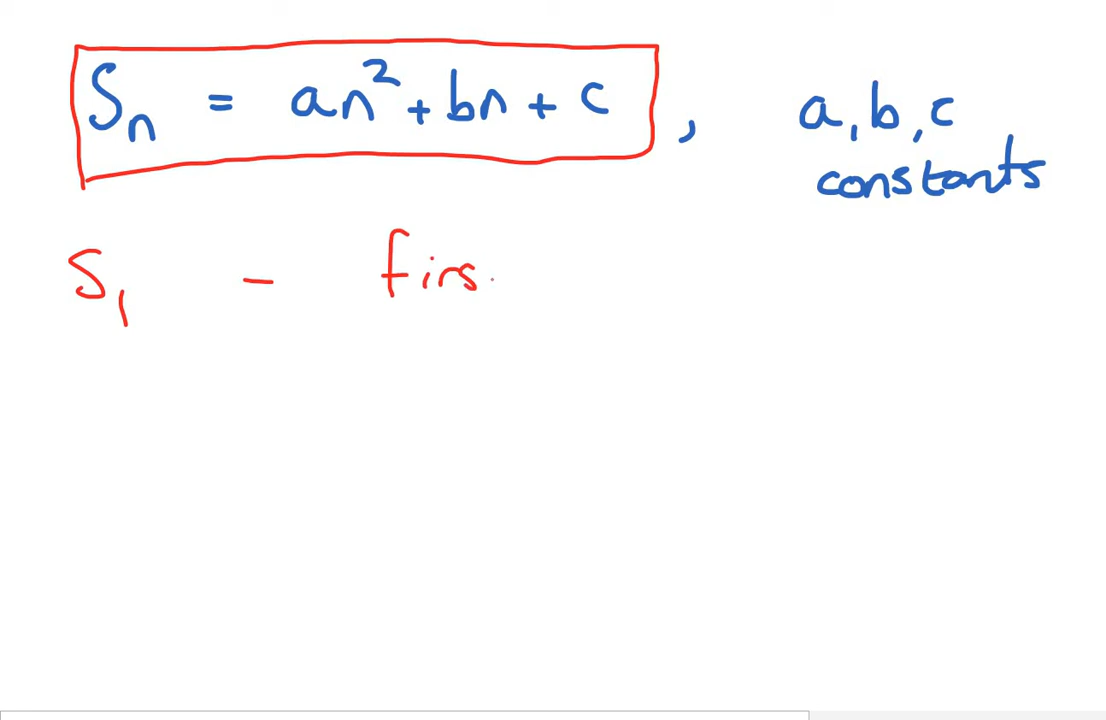 Sn = an² + bn + c , a, b, c
constants
S₁ - firs